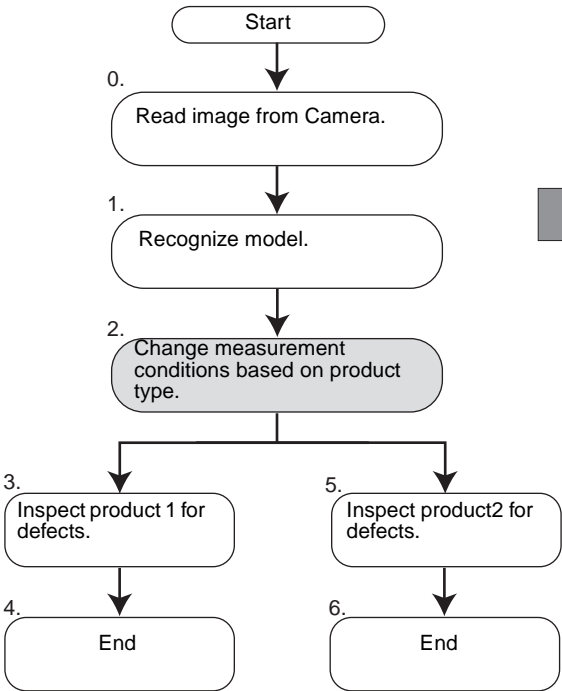 Start
0.
Read image from Camera.
1.
Recognize model.
2.
Change measurement
conditions based on product
type.
3.
Inspect product 1 for
defects.
5.
Inspect product2 for
defects.
4.
End
6.
End